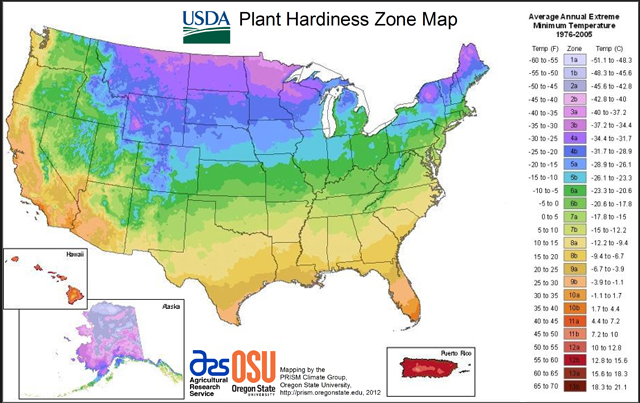 USDA Plant Hardiness Zone Map
Average Annual Extreme
Minimum Temperature
1976-2005
Temp (F) Zone Temp (C)
-60 to -55 1a -51.1 to -48.3
-55 to -50 1b -48.3 to -45.6
-50 to -45 2a -45.6 to -42.8
-45 to -40 2b -42.8 to -40
-40 to -35 3a -40 to -37.2
-35 to -30 3b -37.2 to -34.4
-30 to -25 4a -34.4 to -31.7
-25 to -20 4b -31.7 to -28.9
-20 to -15 5a -28.9 to -26.1
-15 to -10 5b -26.1 to -23.3
-10 to -5 6a -23.3 to -20.6
-5 to 0 6b -20.6 to -17.8
0 to 5 7a -17.8 to -15
5 to 10 7b -15 to -12.2
10 to 15 8a -12.2 to -9.4
15 to 20 8b -9.4 to -6.7
20 to 25 9a -6.7 to -3.9
25 to 30 9b -3.9 to -1.1
30 to 35 10a -1.1 to 1.7
35 to 40 10b 1.7 to 4.4
40 to 45 11a 4.4 to 7.2
45 to 50 11b 7.2 to 10
50 to 55 12a 10 to 12.8
55 to 60 12b 12.8 to 15.6
60 to 65 13a 15.6 to 18.3
65 to 70 13b 18.3 to 21.1
Hawaii
Alaska
Puerto Rico
ars
Agricultural
Research
Service
OSU
Oregon State
University
Mapping by the
PRISM Climate Group,
Oregon State University,
http://prism.oregonstate.edu, 2012